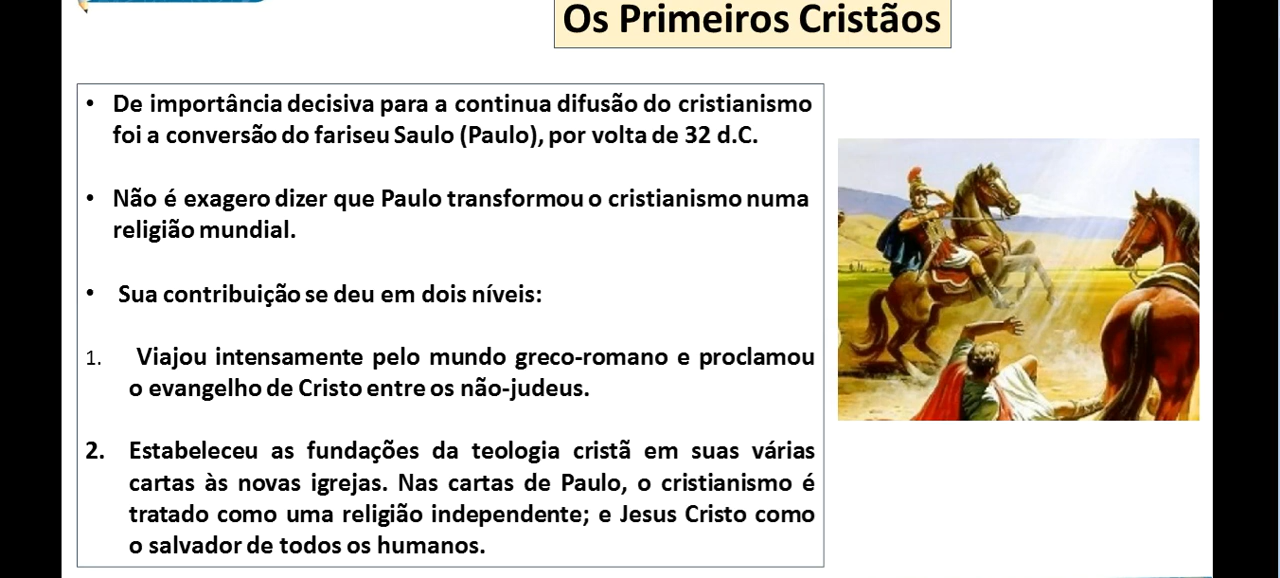 Os Primeiros Cristãos
• De importância decisiva para a continua difusão do cristianismo
foi a conversão do fariseu Saulo (Paulo), por volta de 32 d.C.
• Não é exagero dizer que Paulo transformou o cristianismo numa
religião mundial.
• Sua contribuição se deu em dois níveis:
1. Viajou intensamente pelo mundo greco-romano e proclamou
o evangelho de Cristo entre os não-judeus.
2. Estabeleceu as fundações da teologia cristã em suas várias
cartas às novas igrejas. Nas cartas de Paulo, o cristianismo é
tratado como uma religião independente; e Jesus Cristo como
o salvador de todos os humanos.